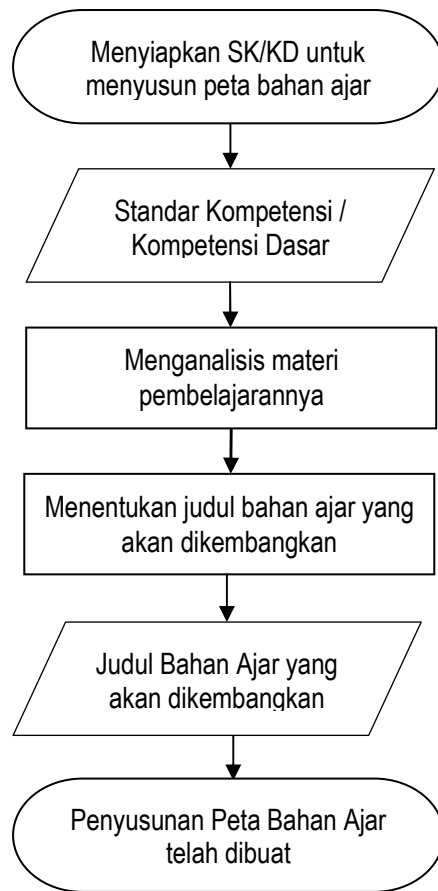 Menyiapkan SK/KD untuk
menyusun peta bahan ajar
Standar Kompetensi /
Kompetensi Dasar
Menganalisis materi
pembelajarannya
Menentukan judul bahan ajar yang
akan dikembangkan
Judul Bahan Ajar yang
akan dikembangkan
Penyusunan Peta Bahan Ajar
telah dibuat